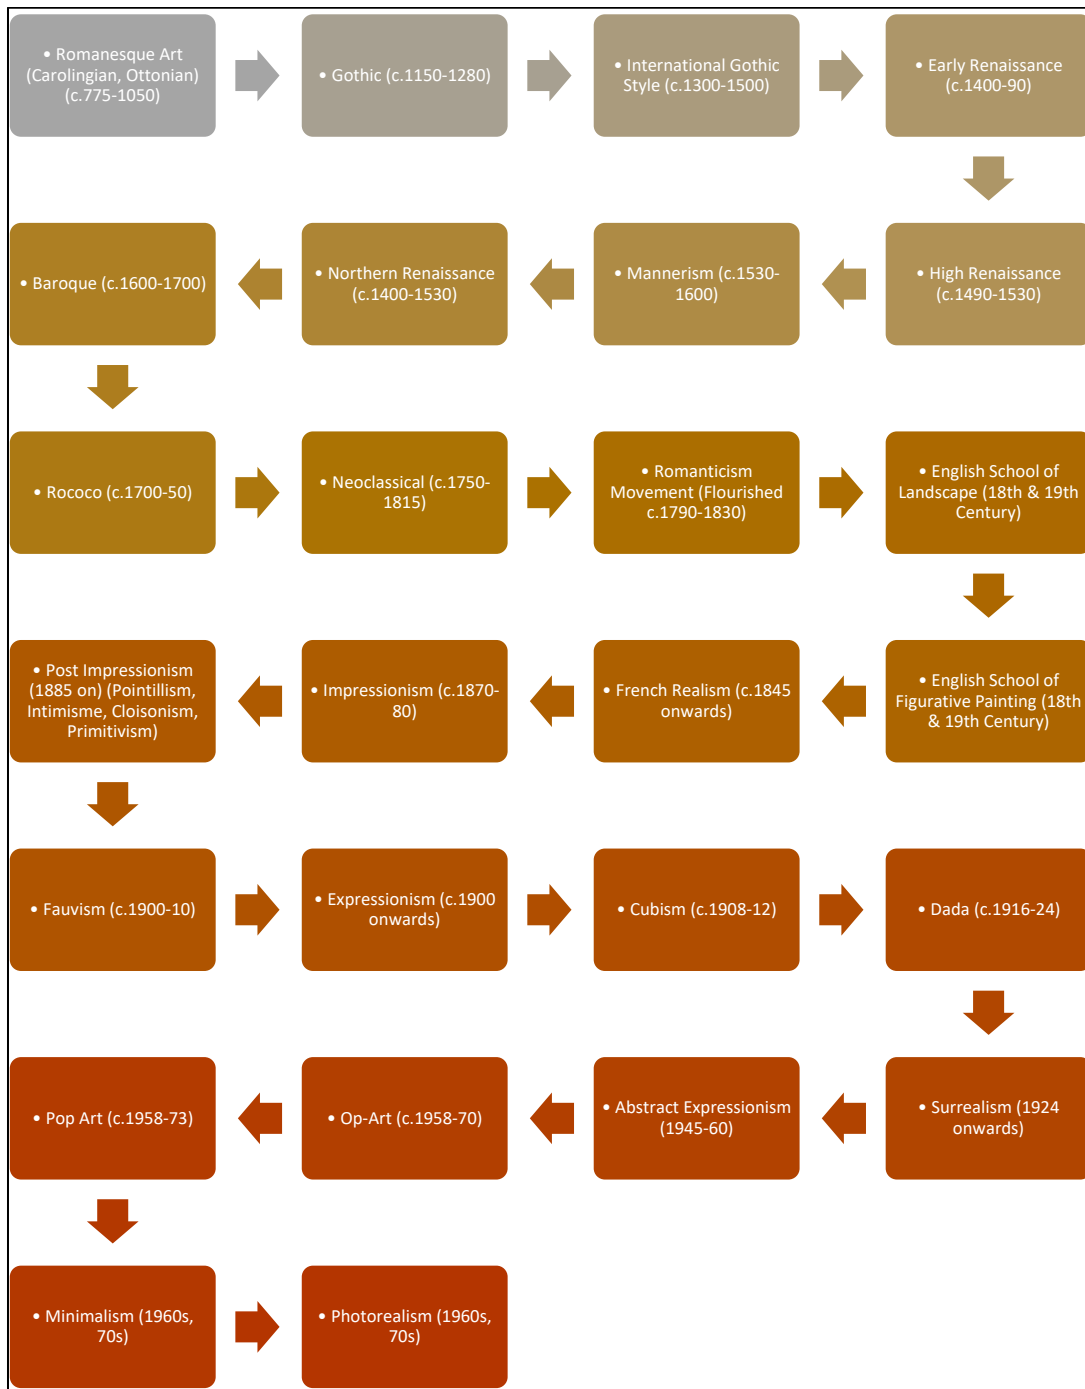 • Romanesque Art
(Carolingian, Ottonian)
(c.775-1050)
• Gothic (c.1150-1280)
• International Gothic
Style (c.1300-1500)
• Early Renaissance
(c.1400-90)
• High Renaissance
(c.1490-1530)
• Mannerism (c.1530-
1600)
• Northern Renaissance
(c.1400-1530)
• Baroque (c.1600-1700)
• Rococo (c.1700-50)
• Neoclassical (c.1750-
1815)
• Romanticism
Movement (Flourished
c.1790-1830)
• English School of
Landscape (18th & 19th
Century)
• English School of
Figurative Painting (18th
& 19th Century)
• French Realism (c.1845
onwards)
• Impressionism (c.1870-
80)
• Post Impressionism
(1885 on) (Pointillism,
Intimisme, Cloisonism,
Primitivism)
• Fauvism (c.1900-10)
• Expressionism (c.1900
onwards)
• Cubism (c.1908-12)
• Dada (c.1916-24)
• Surrealism (1924
onwards)
• Abstract Expressionism
(1945-60)
• Op-Art (c.1958-70)
• Pop Art (c.1958-73)
• Minimalism (1960s,
70s)
• Photorealism (1960s,
70s)